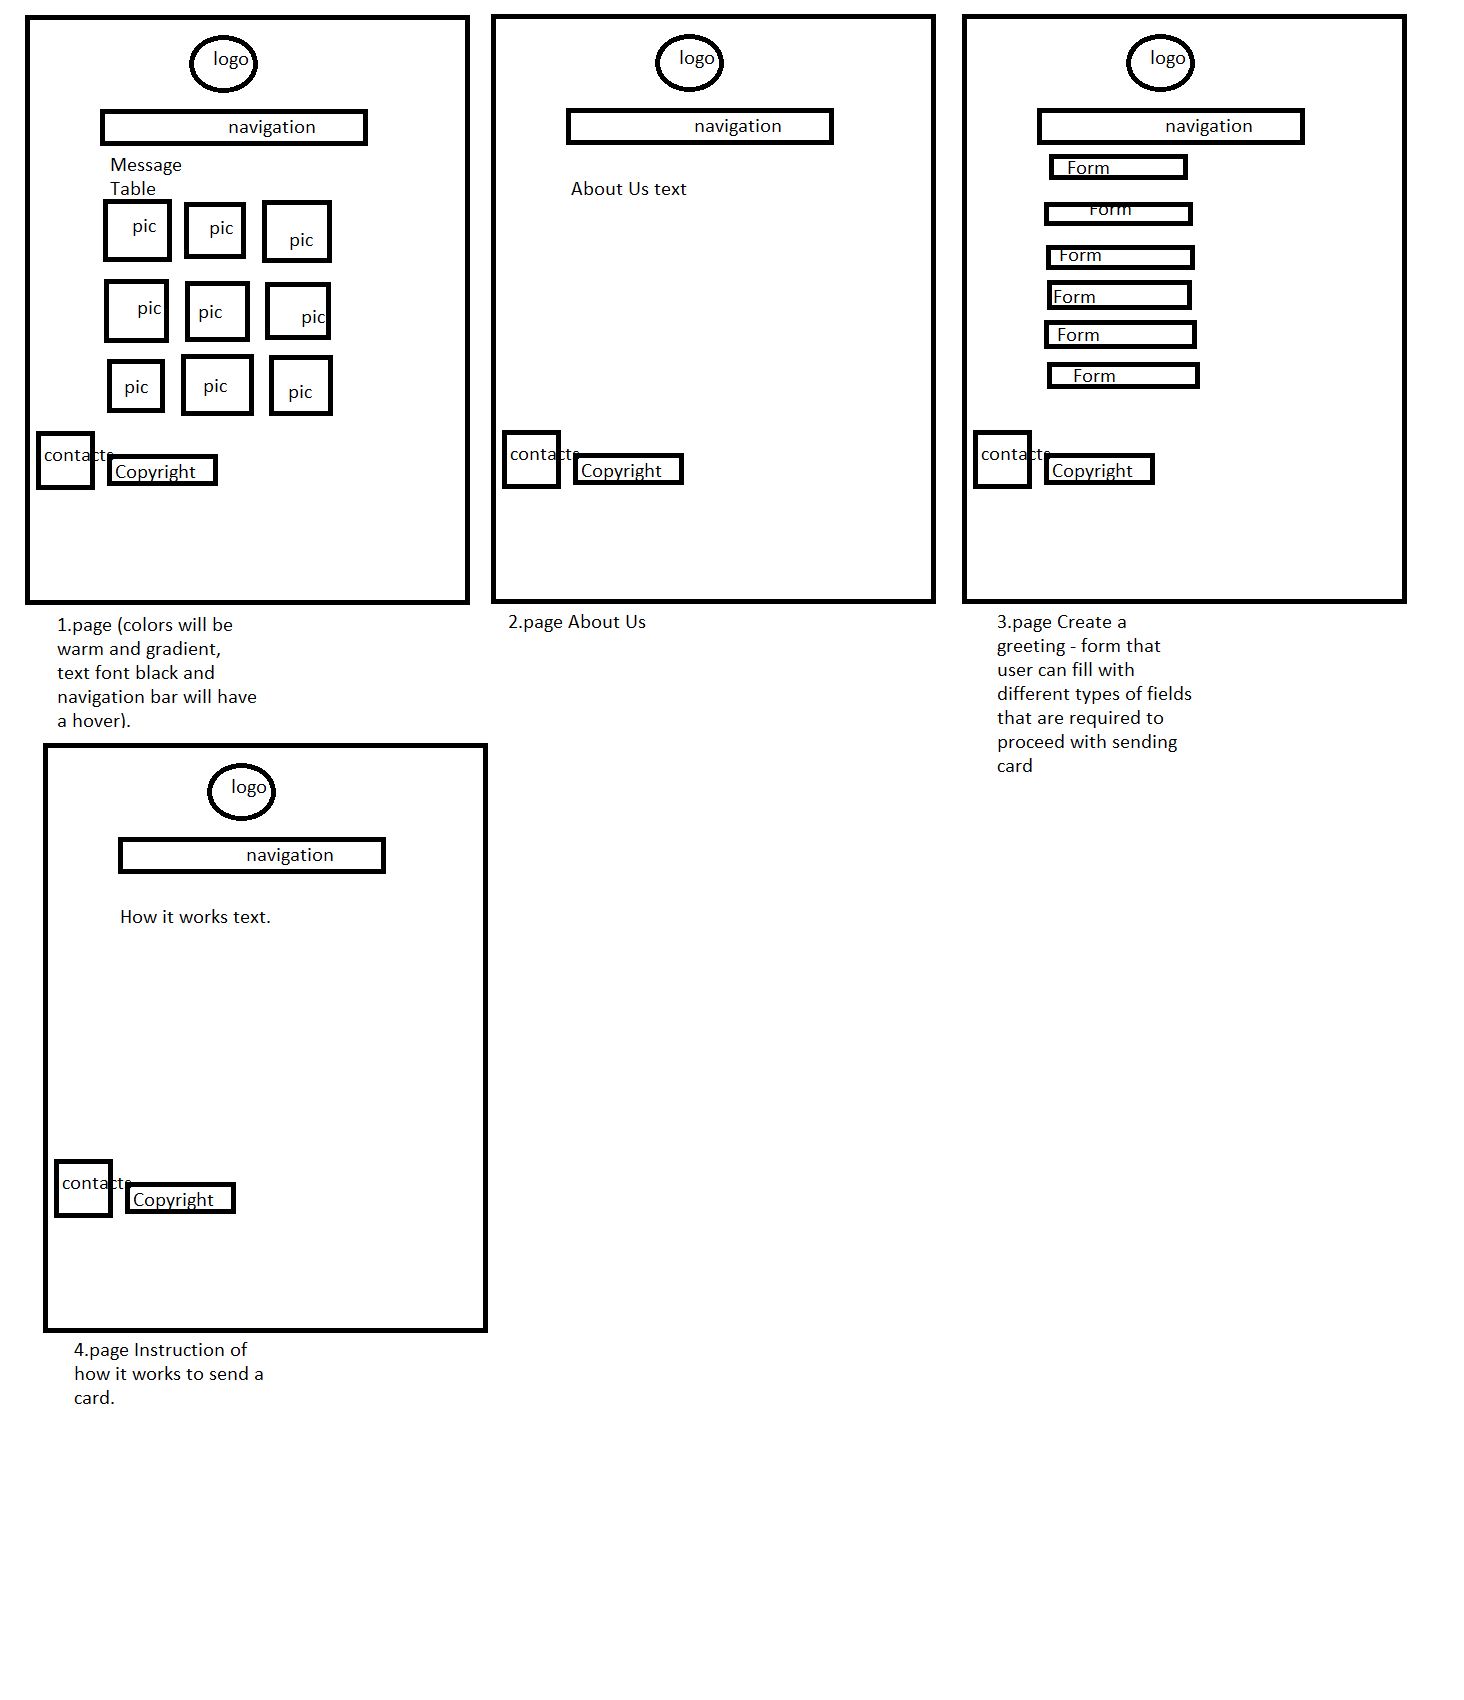 logo
navigation
Message
Table
pic
pic
pic
pic
pic
pic
pic
pic
pic
contacts
Copyright
1.page (colors will be
warm and gradient,
text font black and
navigation bar will have
a hover).
logo
navigation
About Us text
contacts
Copyright
2.page About Us
logo
navigation
Form
Form
Form
Form
Form
Form
contacts
Copyright
3.page Create a
greeting - form that
user can fill with
different types of fields
that are required to
proceed with sending
card
logo
navigation
How it works text.
contacts
Copyright
4.page Instruction of
how it works to send a
card.